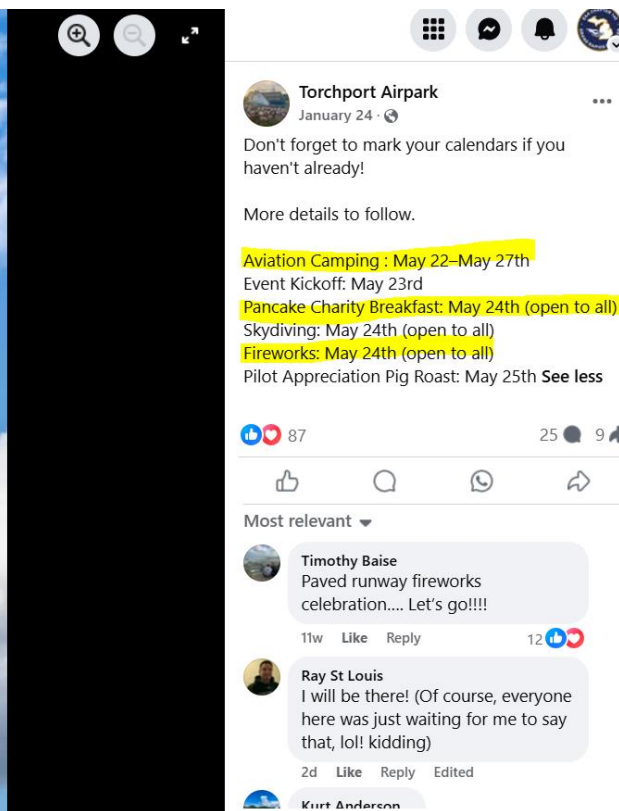 Torchport Airpark
January 24 ·
Don't forget to mark your calendars if you
haven't already!
More details to follow.
Aviation Camping : May 22–May 27th
Event Kickoff: May 23rd
Pancake Charity Breakfast: May 24th (open to all)
Skydiving: May 24th (open to all)
Fireworks: May 24th (open to all)
Pilot Appreciation Pig Roast: May 25th See less
87
25 9
Most relevant
Timothy Baise
Paved runway fireworks
celebration.... Let's go!!!!
11w Like Reply 12
Ray St Louis
I will be there! (Of course, everyone
here was just waiting for me to say
that, lol! kidding)
2d Like Reply Edited
Kurt Anderson